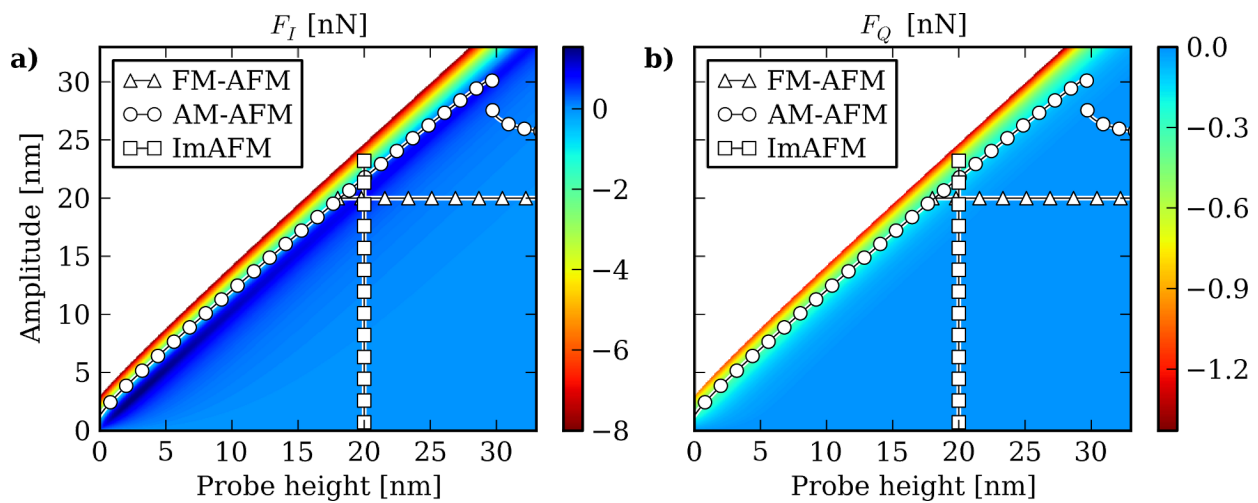 a)
F_I [nN]
FM-AFM
AM-AFM
ImAFM
Amplitude [nm]
30
25
20
15
10
5
0
0 5 10 15 20 25 30
Probe height [nm]
0
−2
−4
−6
−8
b)
F_Q [nN]
FM-AFM
AM-AFM
ImAFM
0 5 10 15 20 25 30
Probe height [nm]
0.0
−0.3
−0.6
−0.9
−1.2